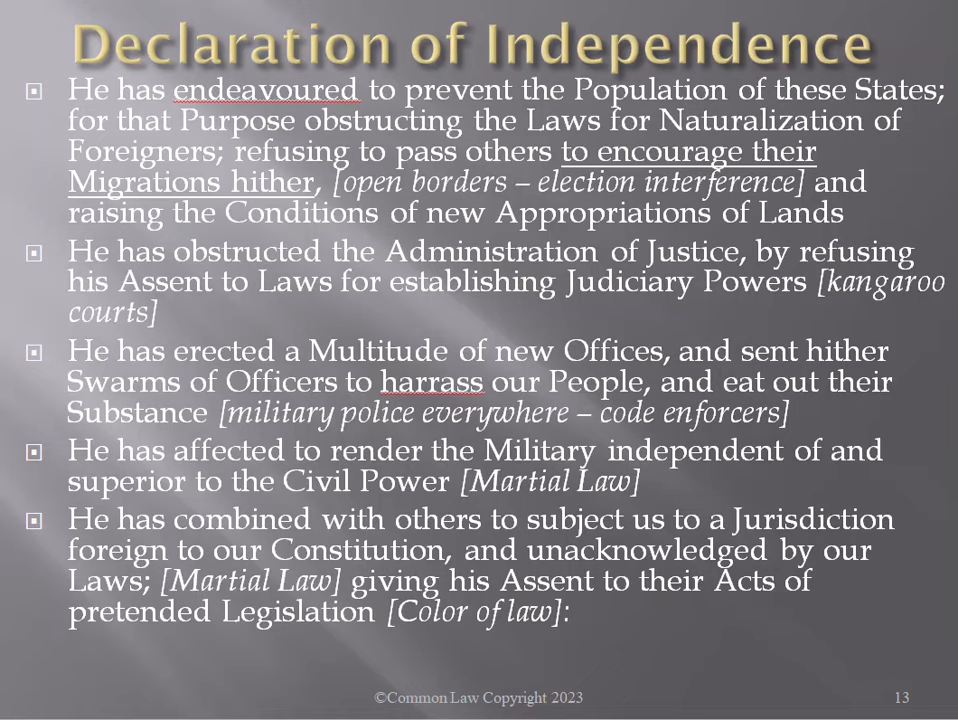 Declaration of Independence
He has endeavoured to prevent the Population of these States;
for that Purpose obstructing the Laws for Naturalization of
Foreigners; refusing to pass others to encourage their
Migrations hither, [open borders – election interference] and
raising the Conditions of new Appropriations of Lands
He has obstructed the Administration of Justice, by refusing
his Assent to Laws for establishing Judiciary Powers [kangaroo
courts]
He has erected a Multitude of new Offices, and sent hither
Swarms of Officers to harrass our People, and eat out their
Substance [military police everywhere – code enforcers]
He has affected to render the Military independent of and
superior to the Civil Power [Martial Law]
He has combined with others to subject us to a Jurisdiction
foreign to our Constitution, and unacknowledged by our
Laws; [Martial Law] giving his Assent to their Acts of
pretended Legislation [Color of law]:
©Common Law Copyright 2023 13